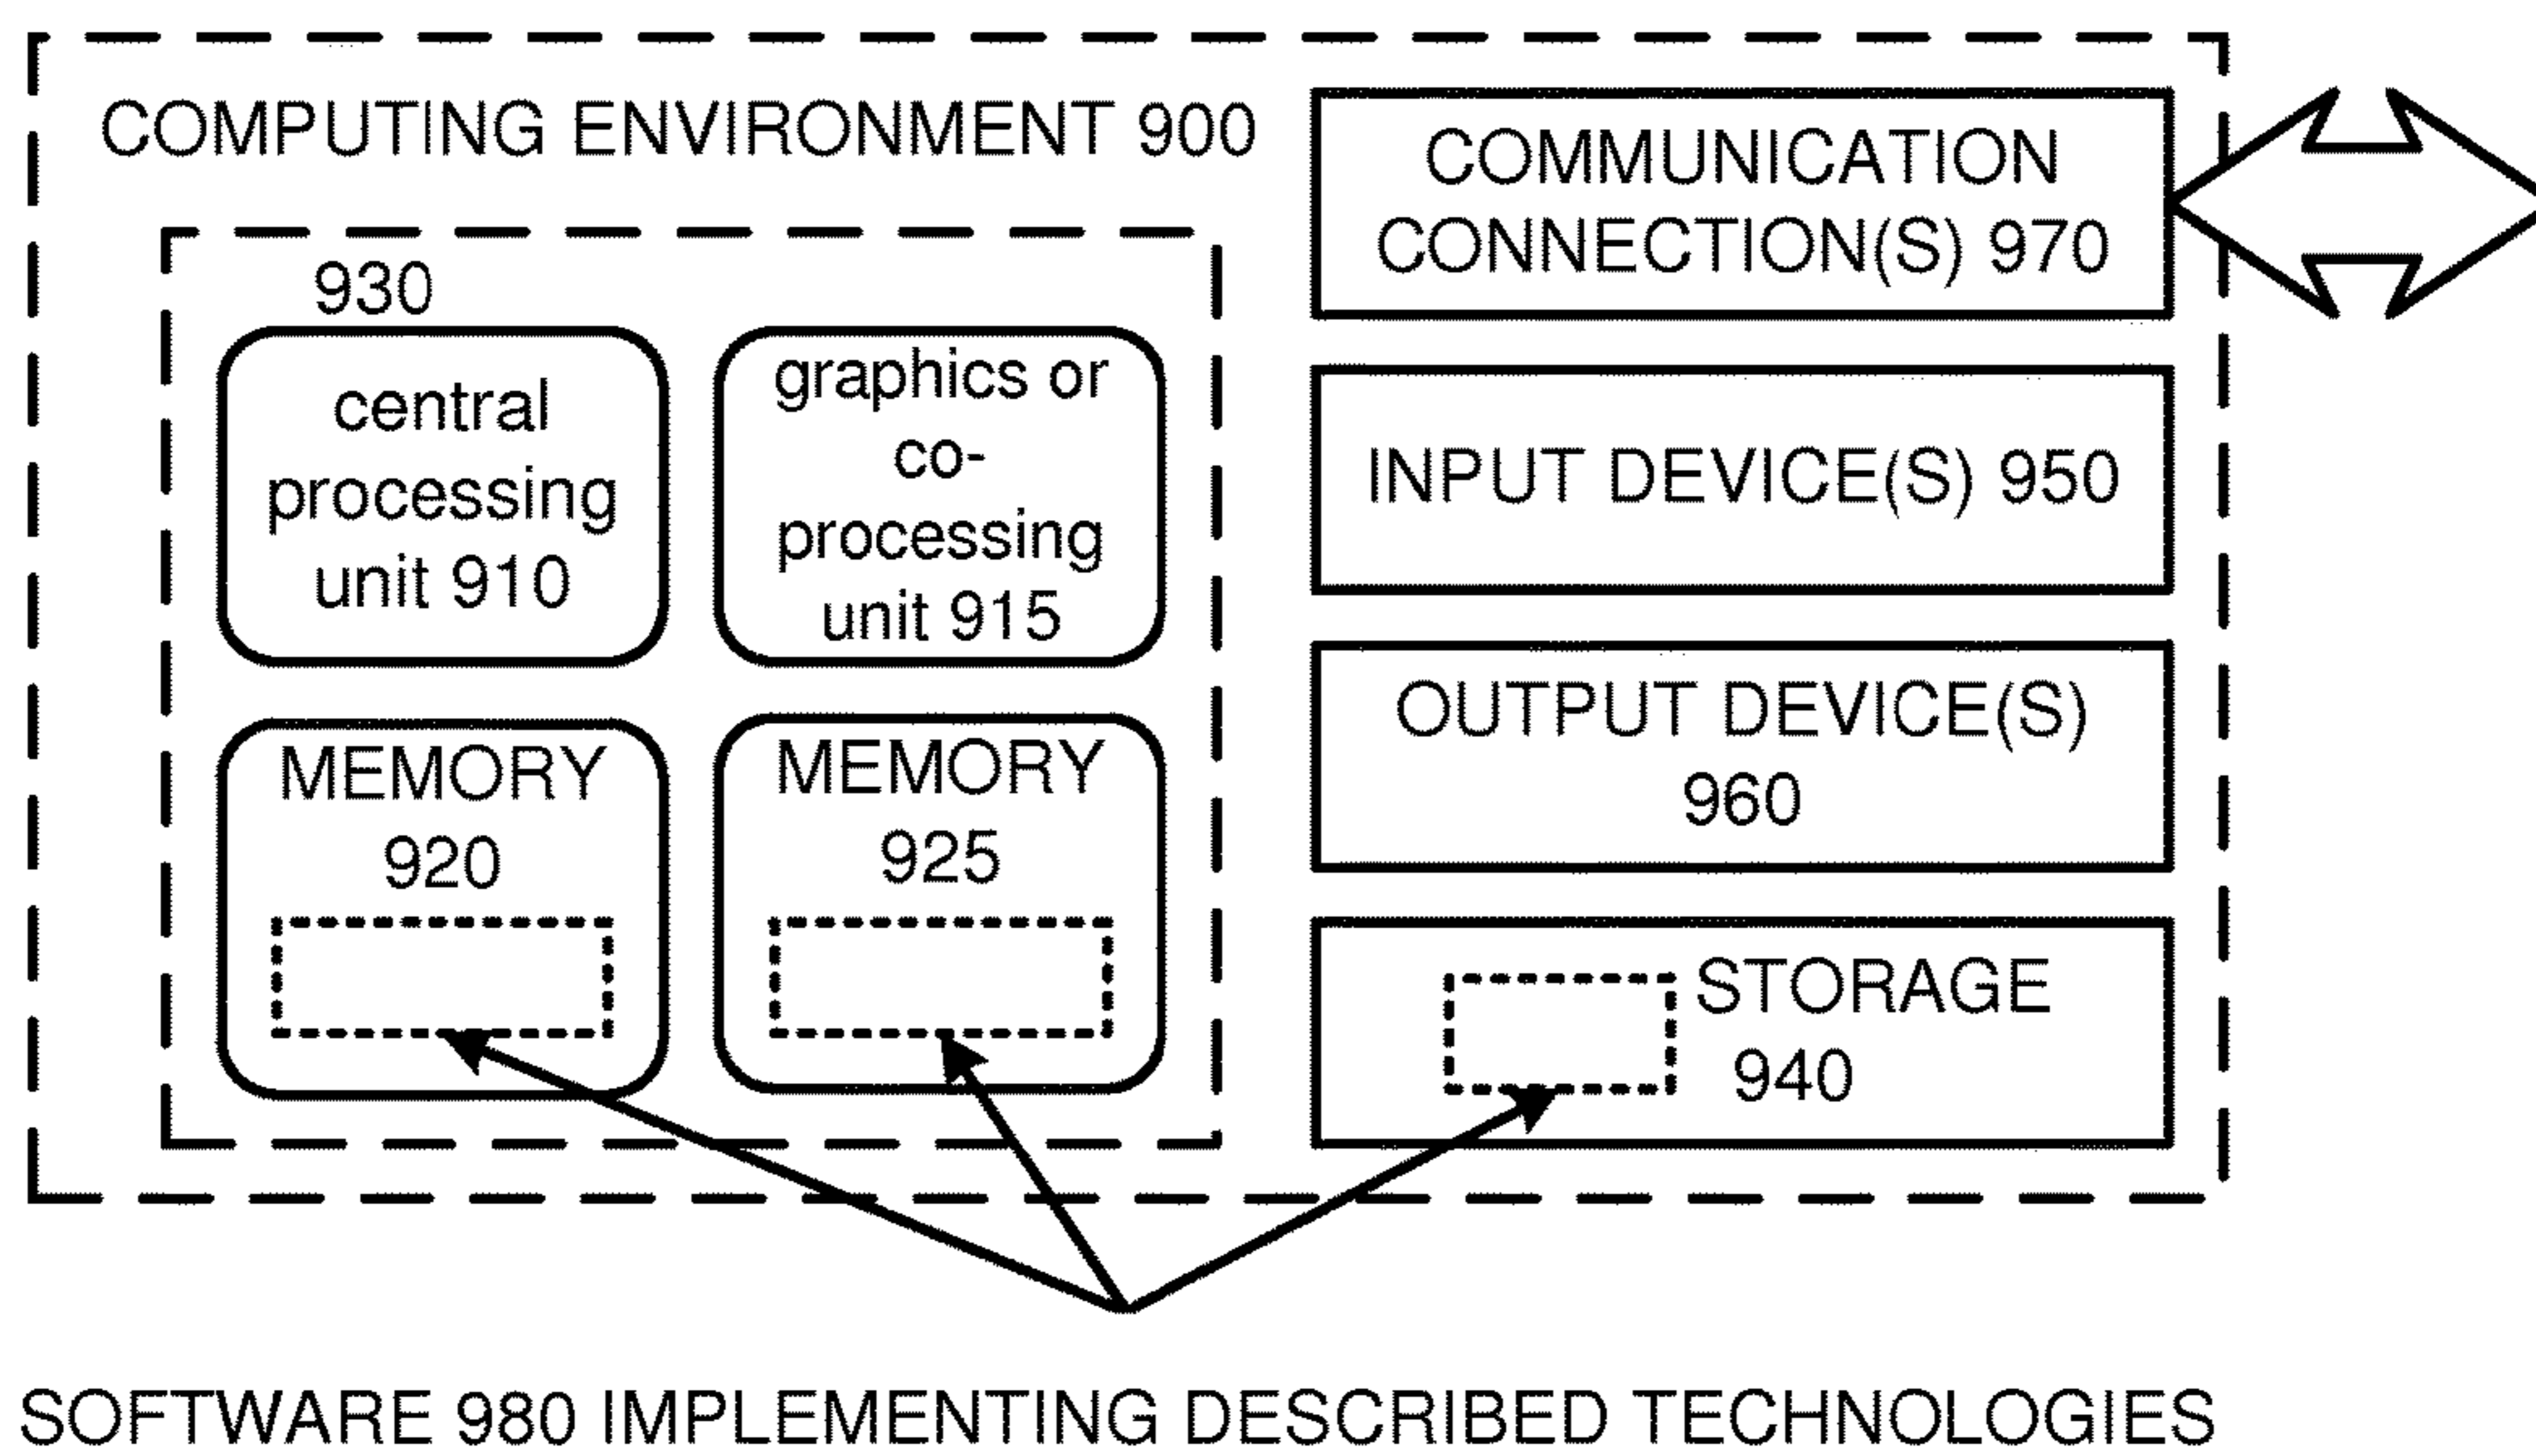 COMPUTING ENVIRONMENT 900
930
central
processing
unit 910
graphics or
co-
processing
unit 915
MEMORY
920
MEMORY
925
COMMUNICATION
CONNECTION(S) 970
INPUT DEVICE(S) 950
OUTPUT DEVICE(S)
960
STORAGE
940
SOFTWARE 980 IMPLEMENTING DESCRIBED TECHNOLOGIES